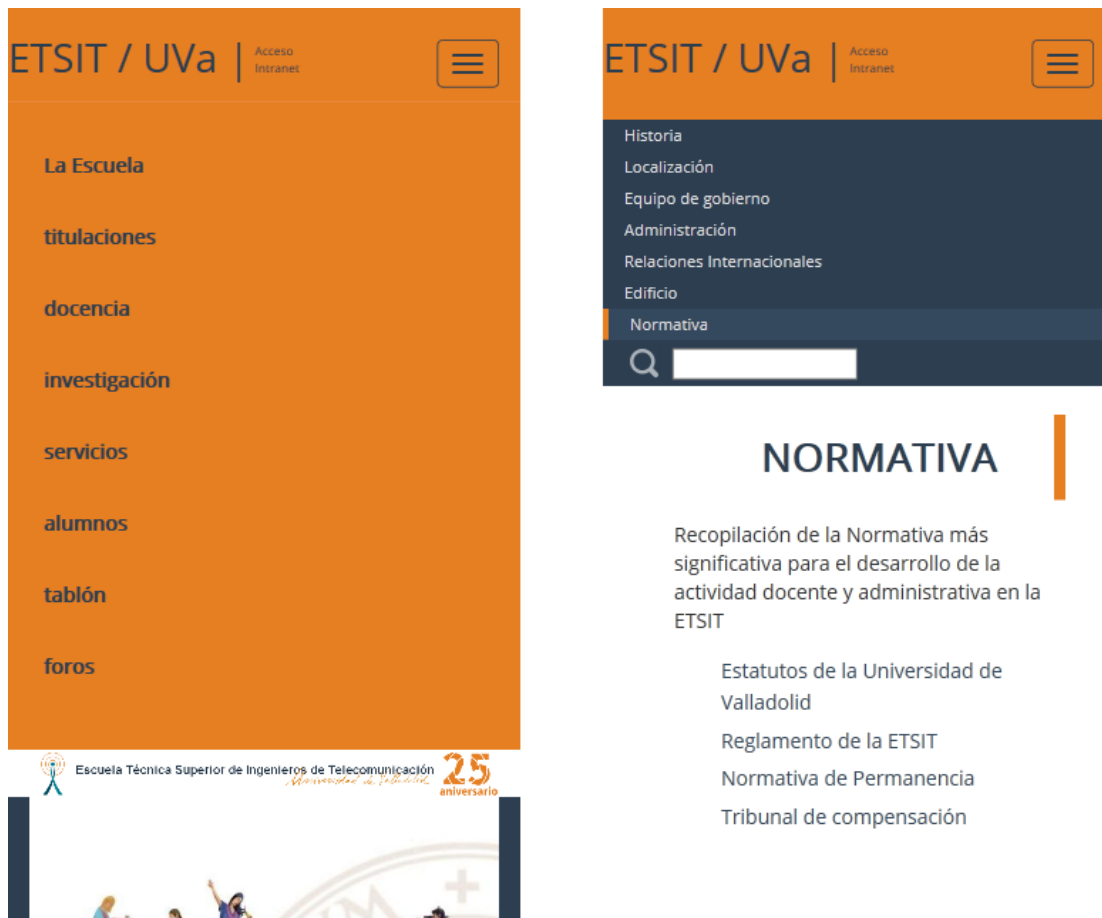 ETSIT / UVa |
Acceso
Intranet
La Escuela
titulaciones
docencia
investigación
servicios
alumnos
tablón
foros
Escuela Técnica Superior de Ingenieros de Telecomunicación
Universidad de Valladolid
25
aniversario
ETSIT / UVa |
Acceso
Intranet
Historia
Localización
Equipo de gobierno
Administración
Relaciones Internacionales
Edificio
Normativa
NORMATIVA
Recopilación de la Normativa más
significativa para el desarrollo de la
actividad docente y administrativa en la
ETSIT
Estatutos de la Universidad de
Valladolid
Reglamento de la ETSIT
Normativa de Permanencia
Tribunal de compensación